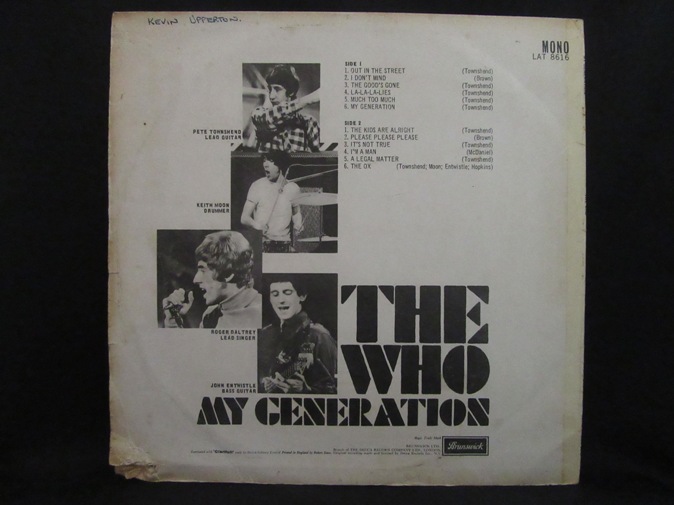 KEVIN UPPERTON.
MONO
LAT 8616
SIDE 1
1. OUT IN THE STREET (Townshend)
2. I DON'T MIND (Brown)
3. THE GOOD'S GONE (Townshend)
4. LA-LA-LA-LIES (Townshend)
5. MUCH TOO MUCH (Townshend)
6. MY GENERATION (Townshend)
SIDE 2
1. THE KIDS ARE ALRIGHT (Townshend)
2. PLEASE PLEASE PLEASE (Brown)
3. IT'S NOT TRUE (Townshend)
4. I'M A MAN (McDaniel)
5. A LEGAL MATTER (Townshend)
6. THE OX (Townshend; Moon; Entwistle; Hopkins)
PETE TOWNSHEND
LEAD GUITAR
KEITH MOON
DRUMMER
ROGER DALTREY
LEAD SINGER
JOHN ENTWISTLE
BASS GUITAR
THE
WHO
MY GENERATION
Brunswick